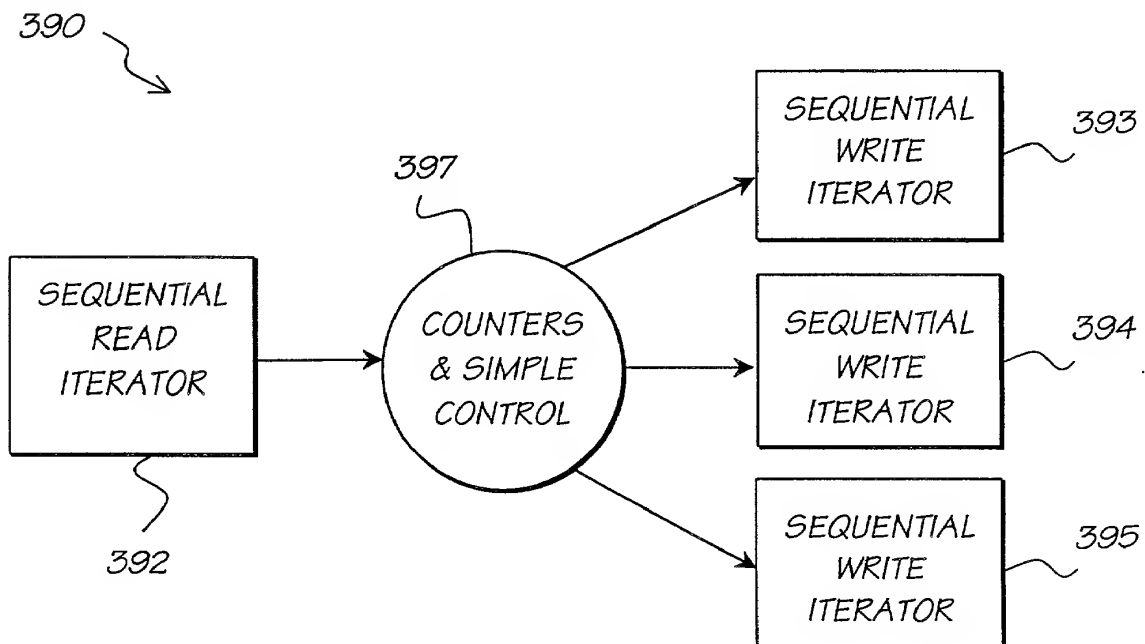 390
SEQUENTIAL
WRITE
ITERATOR
393
397
SEQUENTIAL
READ
ITERATOR
392
COUNTERS
& SIMPLE
CONTROL
SEQUENTIAL
WRITE
ITERATOR
394
SEQUENTIAL
WRITE
ITERATOR
395